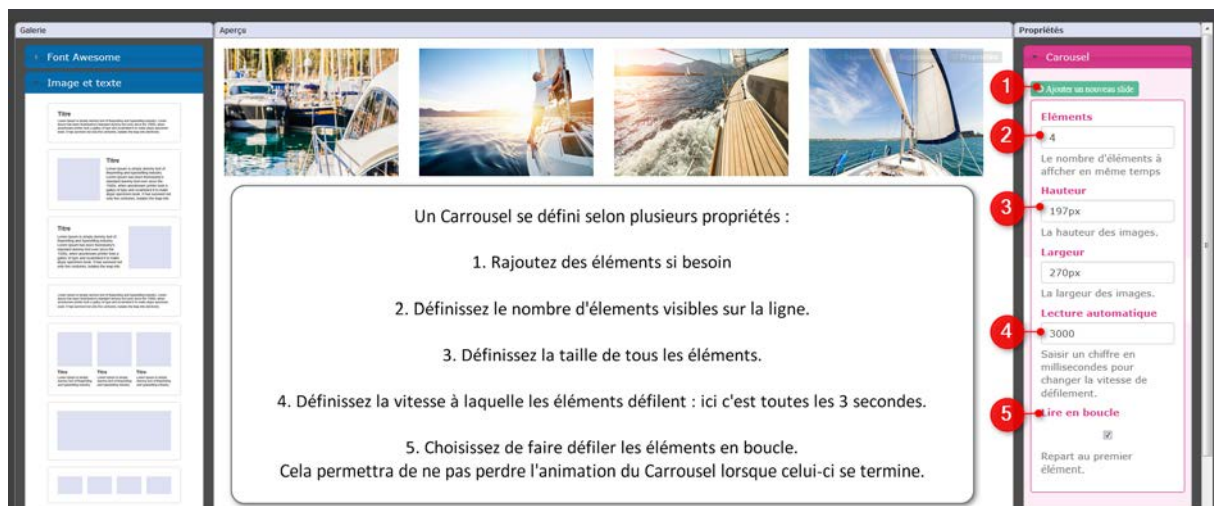 Galerie
Aperçu
Propriétés
Font Awesome
Image et texte
Titre
Titre
Titre
Titre
Titre
Titre
Un Carrousel se défini selon plusieurs propriétés :
1. Rajoutez des éléments si besoin
2. Définissez le nombre d'élements visibles sur la ligne.
3. Définissez la taille de tous les éléments.
4. Définissez la vitesse à laquelle les éléments défilent : ici c'est toutes les 3 secondes.
5. Choisissez de faire défiler les éléments en boucle.
Cela permettra de ne pas perdre l'animation du Carrousel lorsque celui-ci se termine.
Carousel
1
Ajouter un nouveau slide
Eléments
2
4
Le nombre d'éléments à
affcher en même temps
Hauteur
3
197px
La hauteur des images.
Largeur
270px
La largeur des images.
Lecture automatique
4
3000
Saisir un chiffre en
millisecondes pour
changer la vitesse de
défilement.
5
Lire en boucle
Repart au premier
élément.